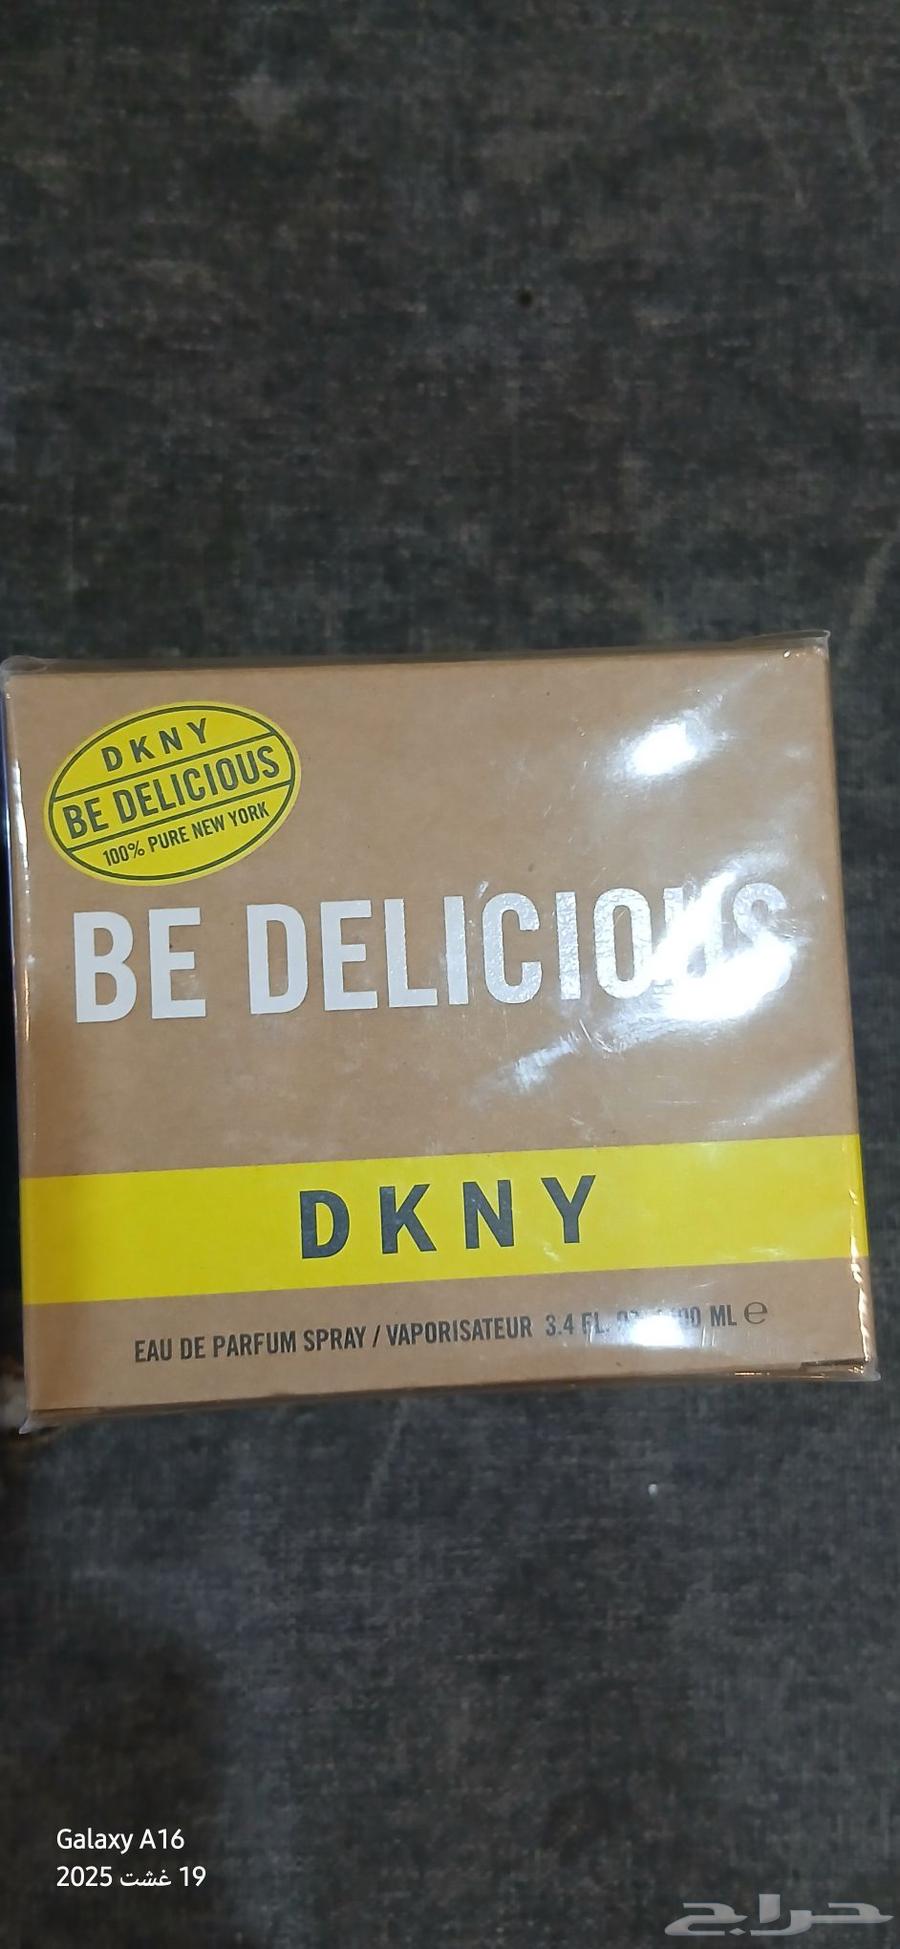 DKNY
BE DELICIOUS
100% PURE NEW YORK
BE DELICIOUS
DKNY
EAU DE PARFUM SPRAY / VAPORISATEUR 3.4 FL. ML e
Galaxy A16
19 غشت 2025
حراج